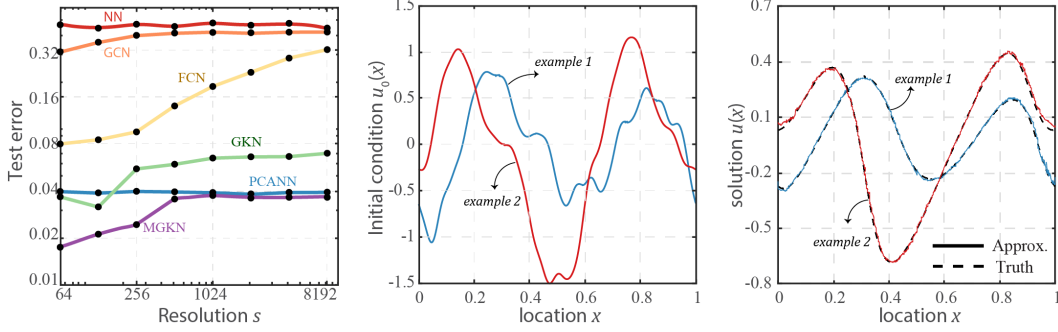 Test error
0.32
0.16
0.08
0.04
0.02
0.01
NN
GCN
FCN
GKN
PCANN
MGKN
64
256
1024
8192
Resolution s
Initial condition u₀(x)
1.5
1
0.5
0
-0.5
-1
-1.5
example 1
example 2
0
0.2
0.4
0.6
0.8
1
location x
solution u(x)
0.4
0.1
-0.2
-0.5
-0.8
example 1
example 2
Approx.
Truth
0
0.2
0.4
0.6
0.8
1
location x